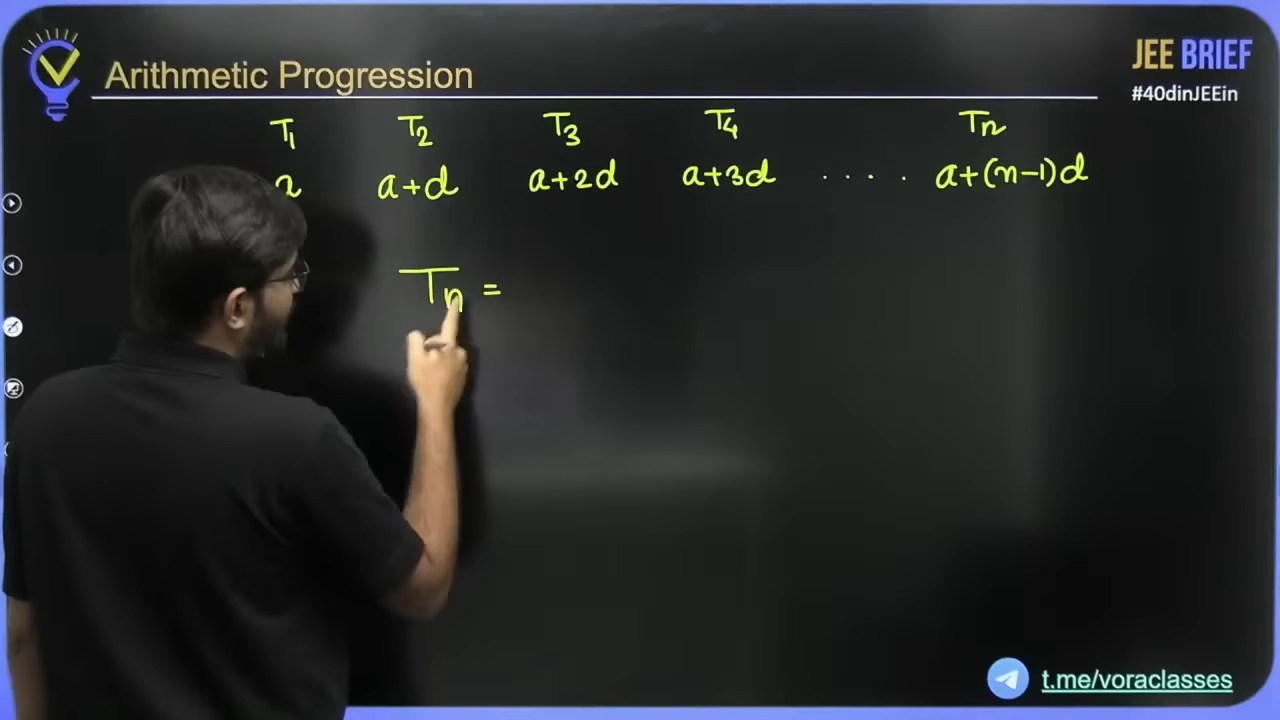 Arithmetic Progression
JEE BRIEF
#40dinJEEin
T1 T2 T3 T4 Tn
a+d a+2d a+3d .... a+(n-1)d
Tn =
t.me/voraclasses